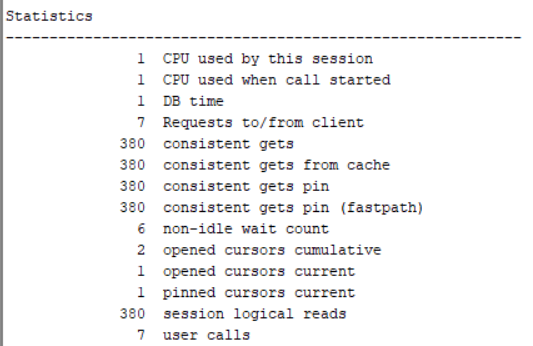 Statistics
-----------------------------------------------------------
1 CPU used by this session
1 CPU used when call started
1 DB time
7 Requests to/from client
380 consistent gets
380 consistent gets from cache
380 consistent gets pin
380 consistent gets pin (fastpath)
6 non-idle wait count
2 opened cursors cumulative
1 opened cursors current
1 pinned cursors current
380 session logical reads
7 user calls